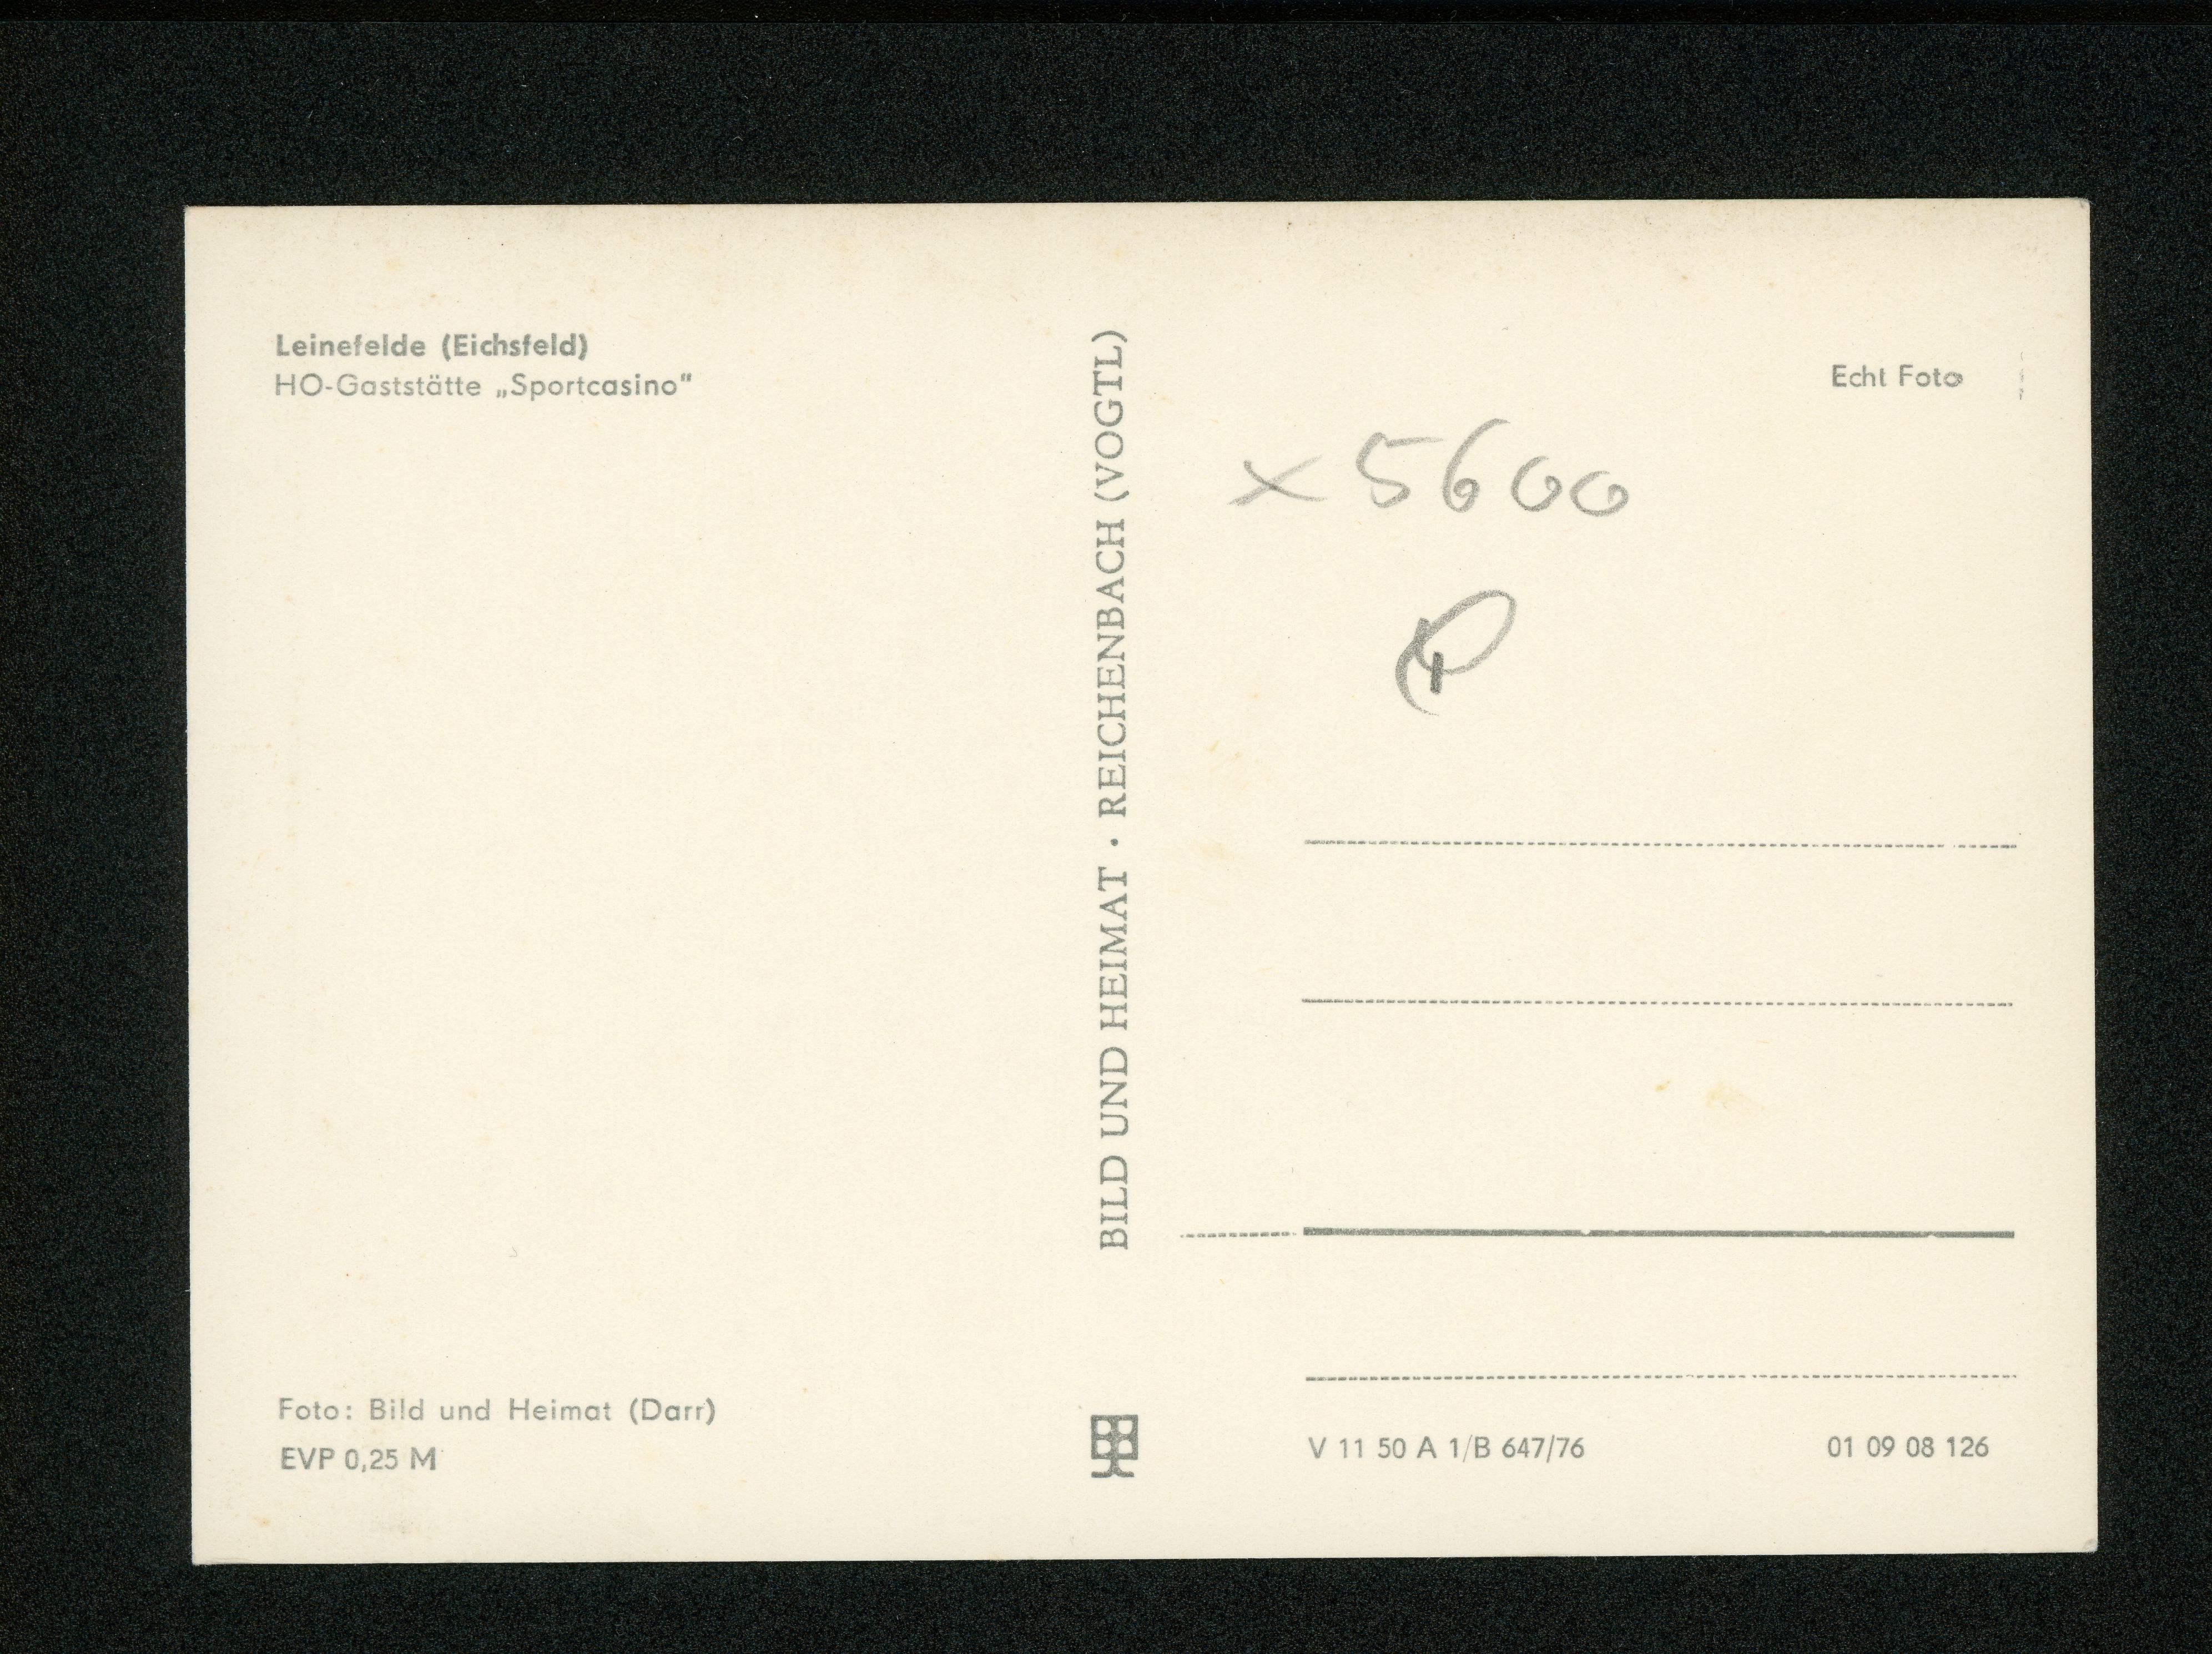 Leinefelde (Eichsfeld)
HO-Gaststätte „Sportcasino"
Foto: Bild und Heimat (Darr)
EVP 0,25 M
BILD UND HEIMAT · REICHENBACH (VOGTL)
Echt Foto
x 5600
V 11 50 A 1/B 647/76
01 09 08 126